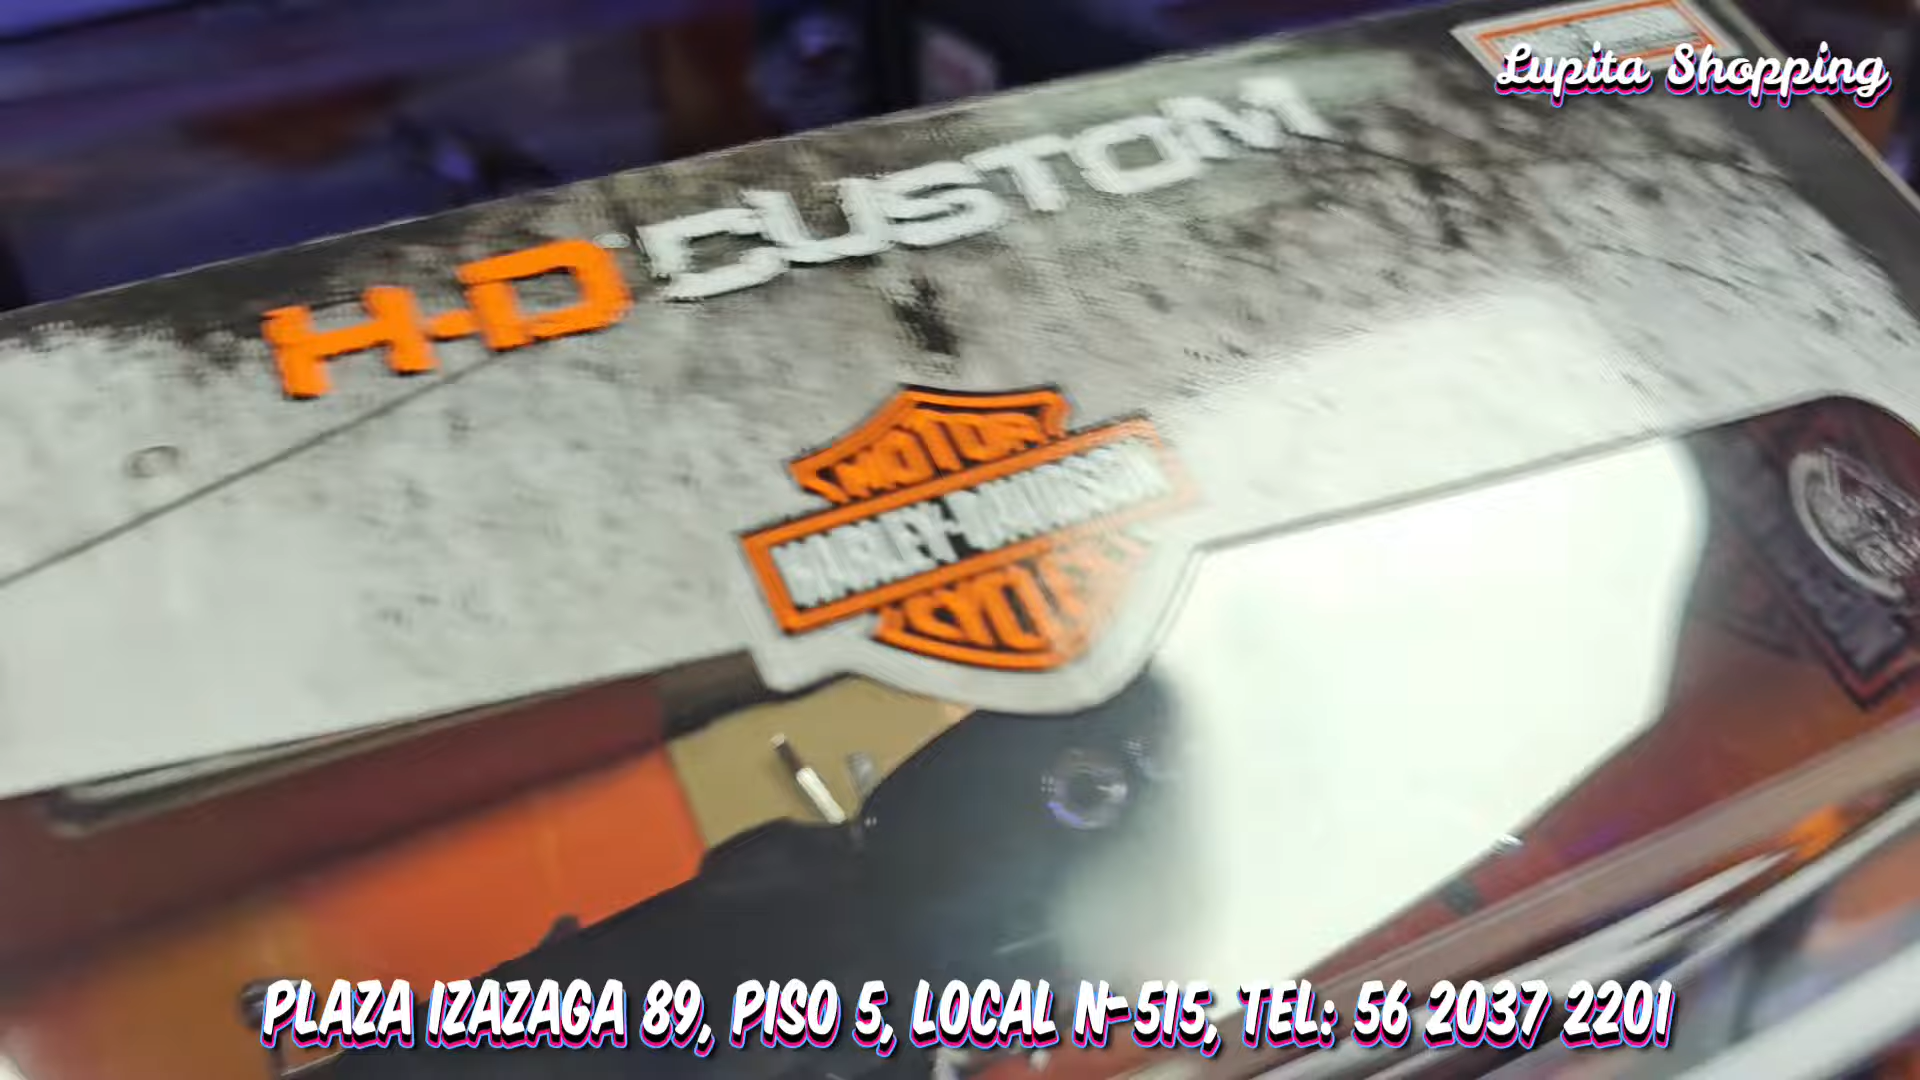 Lupita Shopping
H-D® CUSTOM
MOTOR
HARLEY-DAVIDSON
CYCLES
PLAZA IZAZAGA 89, PISO 5, LOCAL N-515, TEL: 56 2037 2201